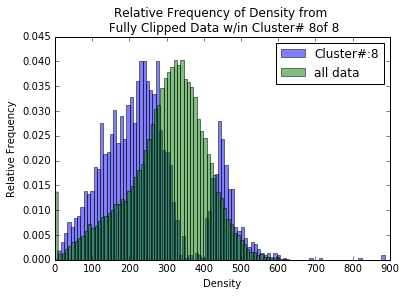 Relative Frequency of Density from
Fully Clipped Data w/in Cluster# 8of 8
Relative Frequency
0.045
0.040
0.035
0.030
0.025
0.020
0.015
0.010
0.005
0.000
Cluster#:8
all data
0 100 200 300 400 500 600 700 800 900
Density